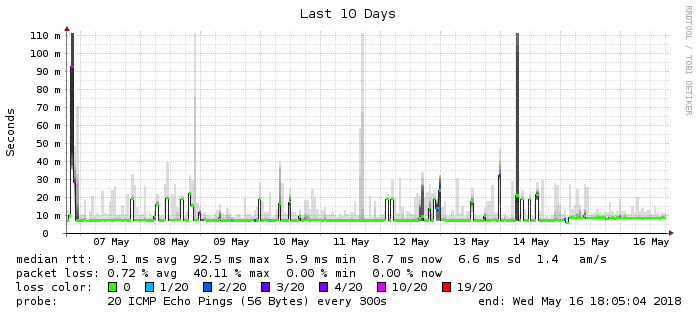 Last 10 Days
RRDTOOL / TOBI OETIKER
Seconds
110 m
100 m
90 m
80 m
70 m
60 m
50 m
40 m
30 m
20 m
10 m
0
07 May 08 May 09 May 10 May 11 May 12 May 13 May 14 May 15 May 16 May
median rtt: 9.1 ms avg 92.5 ms max 5.9 ms min 8.7 ms now 6.6 ms sd 1.4 am/s
packet loss: 0.72 % avg 40.11 % max 0.00 % min 0.00 % now
loss color: 0 1/20 2/20 3/20 4/20 10/20 19/20
probe: 20 ICMP Echo Pings (56 Bytes) every 300s end: Wed May 16 18:05:04 2018